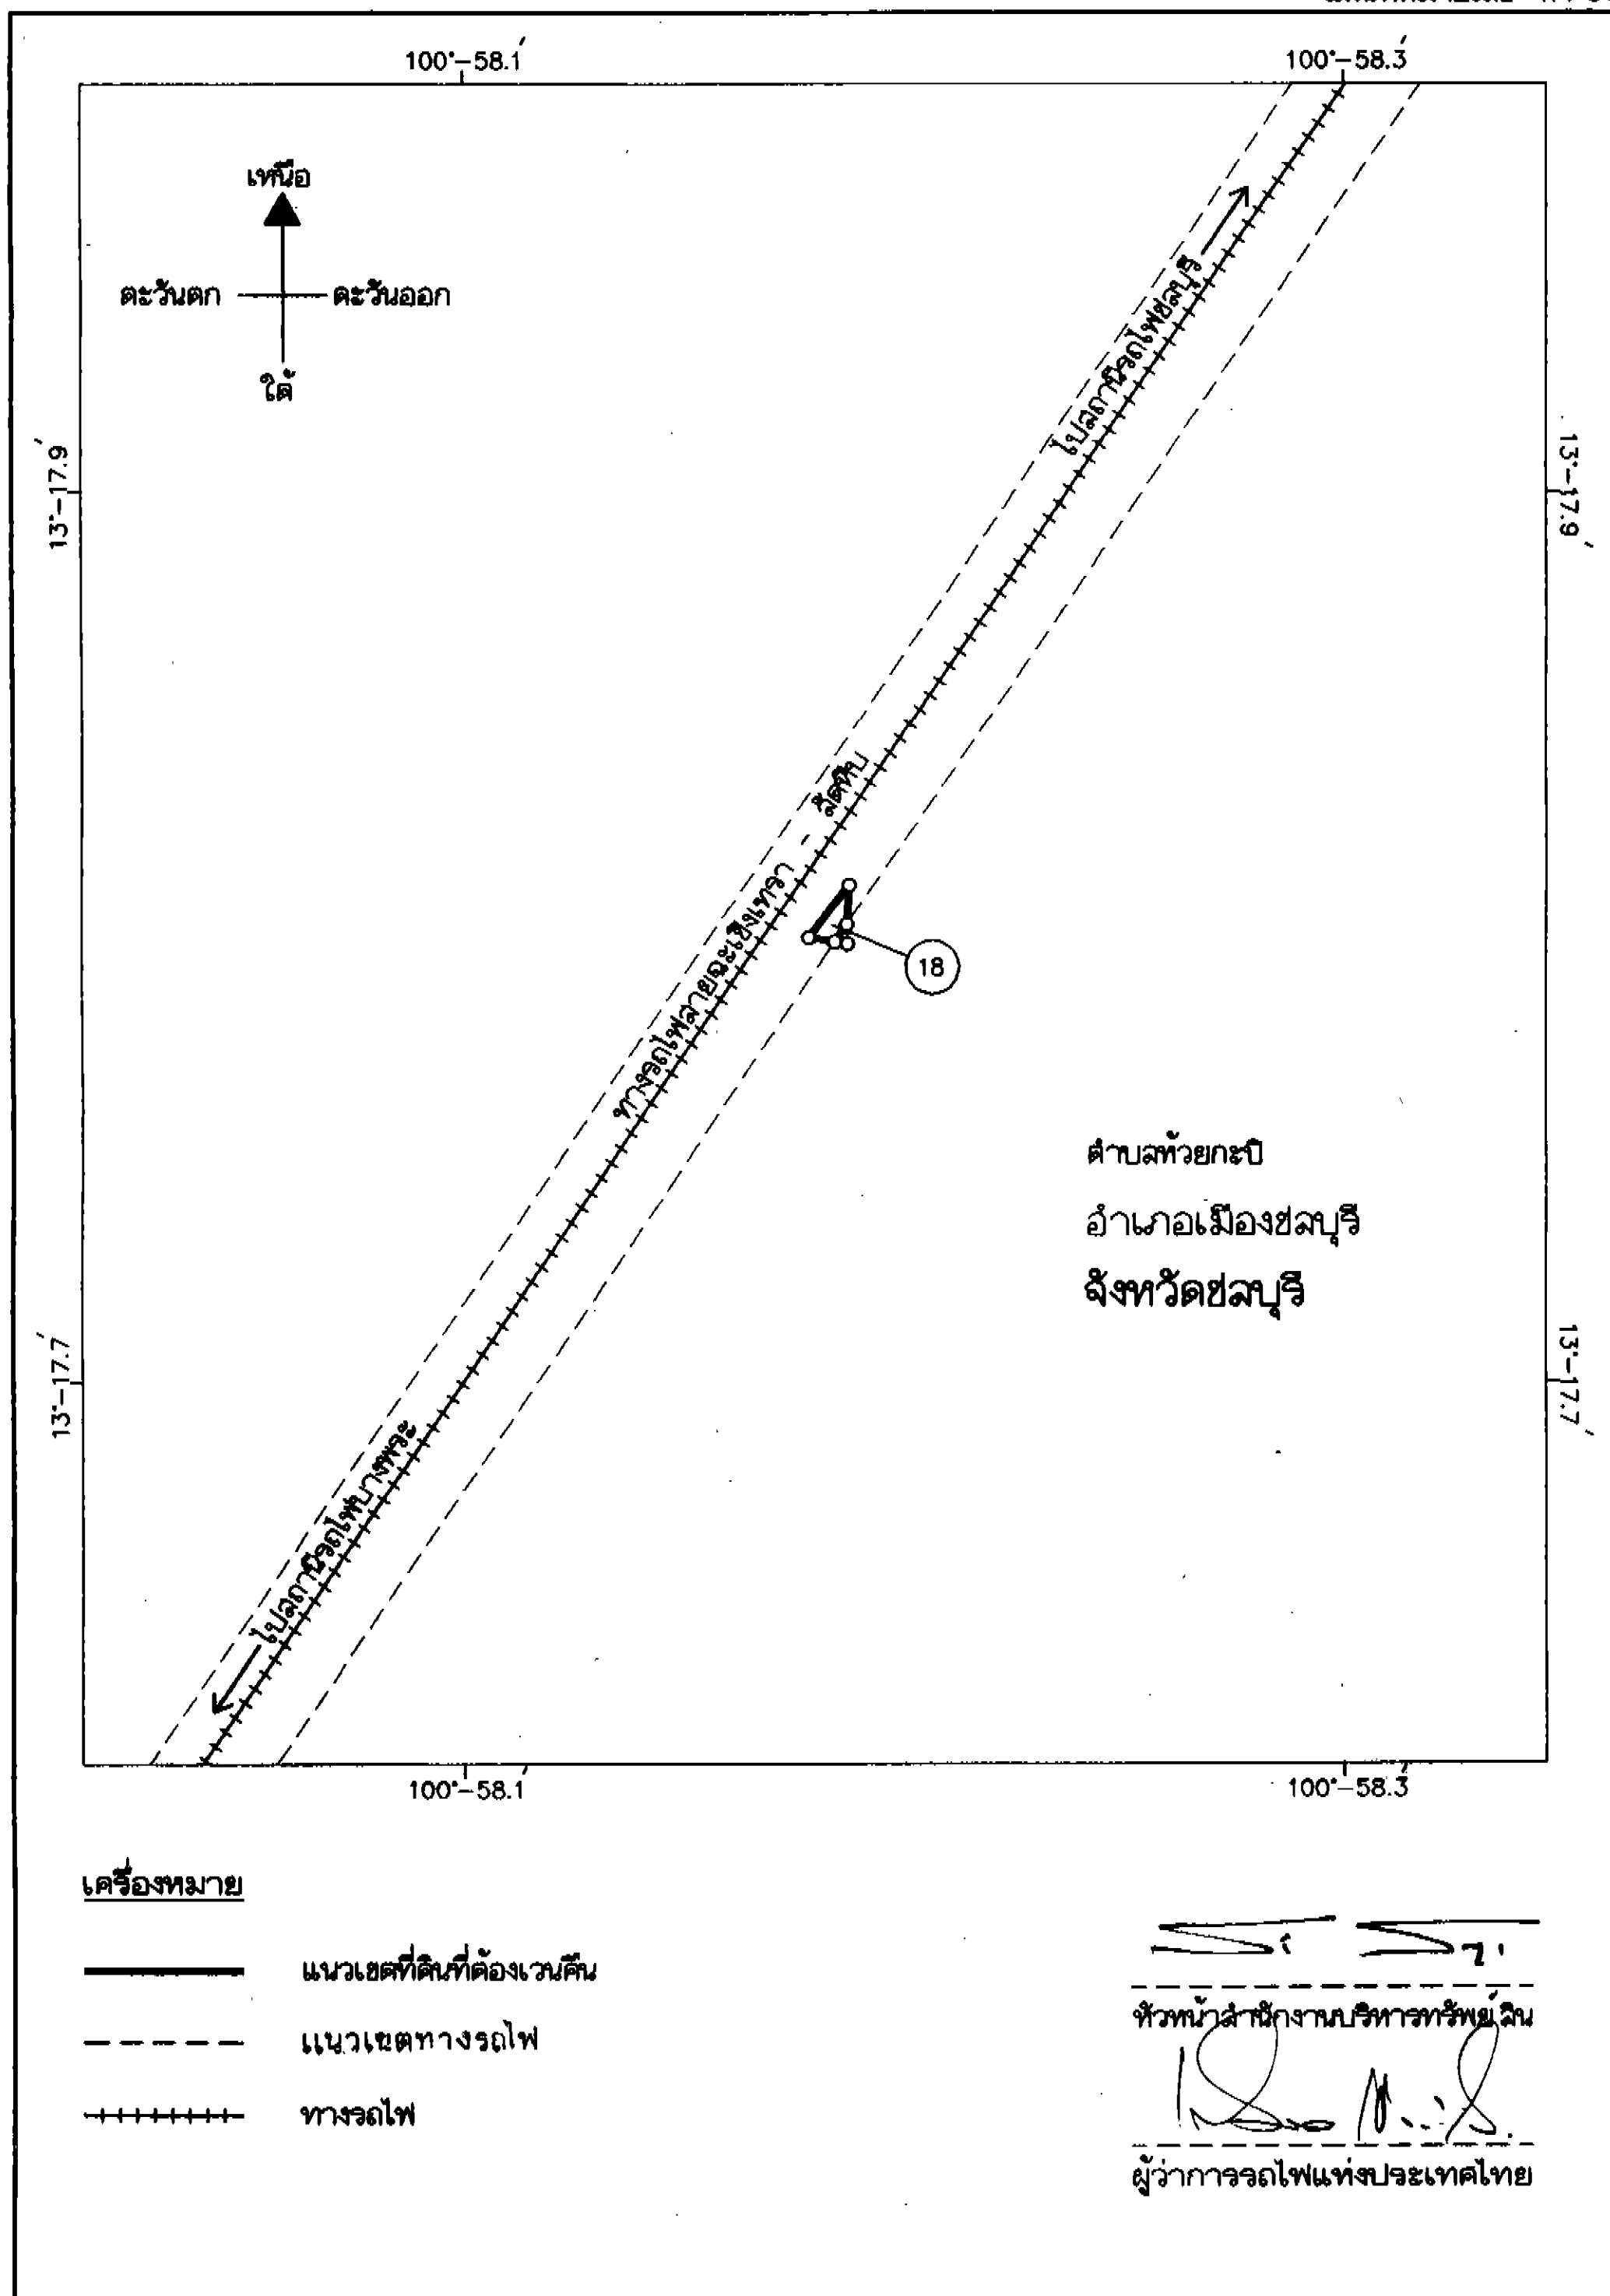 100°-58.1′
100°-58.3′
เหนือ
ตะวันตก
ตะวันออก
ใต้
13°-17.9′
13°-17.9′
ไปสถานีรถไฟชลบุรี
ทางรถไฟสายฉะเชิงเทรา - สัตหีบ
18
ตำบลห้วยกะปิ
อำเภอเมืองชลบุรี
จังหวัดชลบุรี
13°-17.7′
13°-17.7′
ไปสถานีรถไฟบางพระ
100°-58.1′
100°-58.3′
เครื่องหมาย
แนวเขตที่ดินที่ต้องเวนคืน
แนวเขตทางรถไฟ
ทางรถไฟ
หัวหน้าสำนักงานบริหารทรัพย์สิน
ผู้ว่าการรถไฟแห่งประเทศไทย